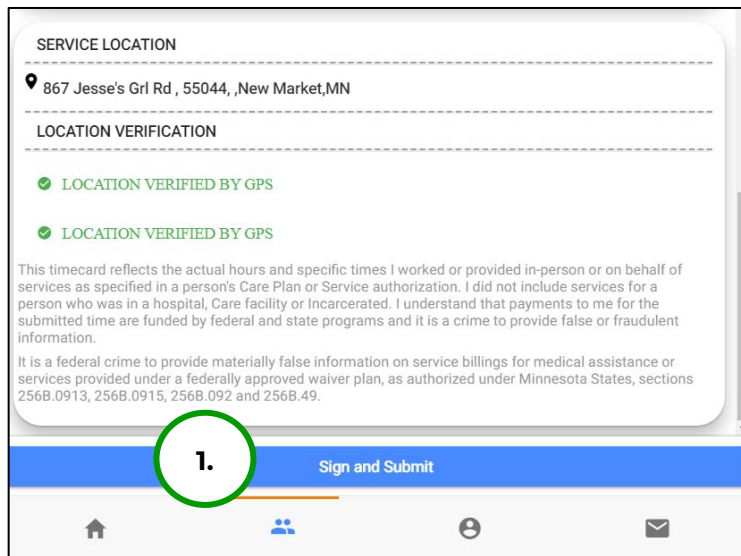 SERVICE LOCATION
867 Jesse's Grl Rd , 55044, ,New Market,MN
LOCATION VERIFICATION
LOCATION VERIFIED BY GPS
LOCATION VERIFIED BY GPS
This timecard reflects the actual hours and specific times I worked or provided in-person or on behalf of
services as specified in a person's Care Plan or Service authorization. I did not include services for a
person who was in a hospital, Care facility or Incarcerated. I understand that payments to me for the
submitted time are funded by federal and state programs and it is a crime to provide false or fraudulent
information.
It is a federal crime to provide materially false information on service billings for medical assistance or
services provided under a federally approved waiver plan, as authorized under Minnesota States, sections
256B.0913, 256B.0915, 256B.092 and 256B.49.
1.
Sign and Submit